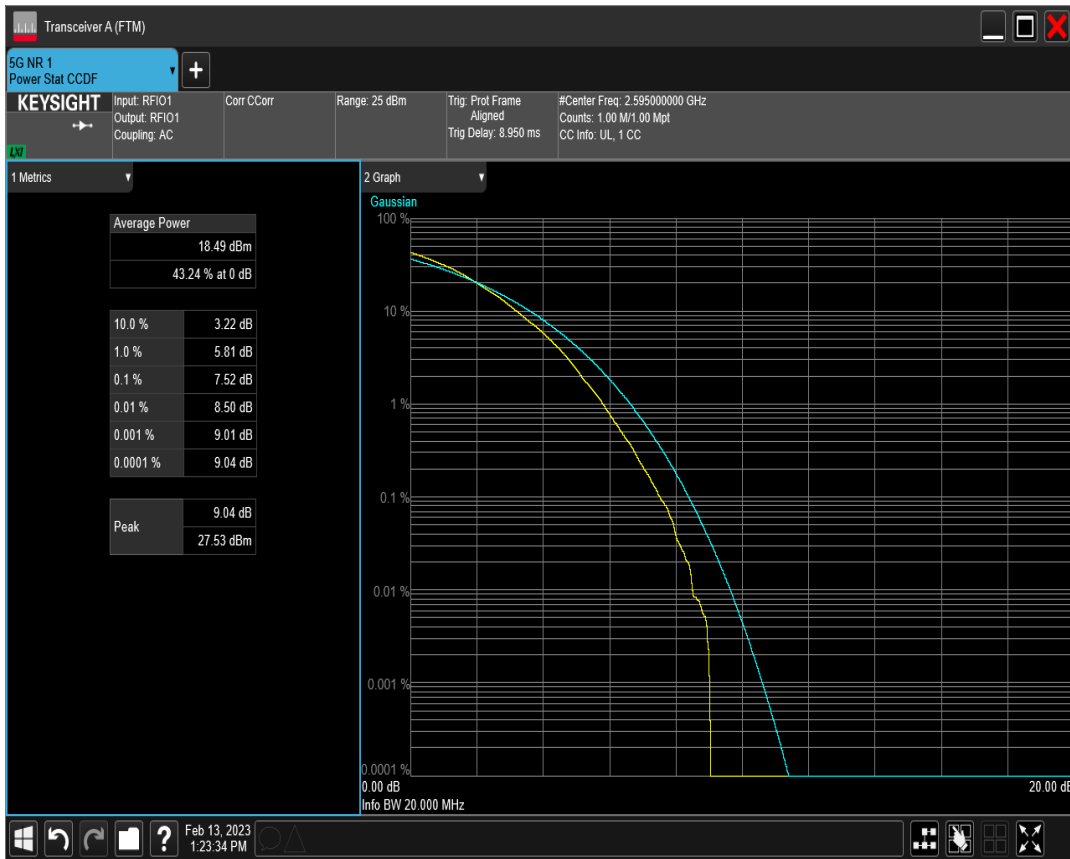 Transceiver A (FTM)
5G NR 1
Power Stat CCDF
+
KEYSIGHT
LXI
Input: RFIO1
Output: RFIO1
Coupling: AC
Corr CCorr
Range: 25 dBm
Trig: Prot Frame
Aligned
Trig Delay: 8.950 ms
#Center Freq: 2.595000000 GHz
Counts: 1.00 M/1.00 Mpt
CC Info: UL, 1 CC
1 Metrics
Average Power
18.49 dBm
43.24 % at 0 dB
10.0 % 3.22 dB
1.0 % 5.81 dB
0.1 % 7.52 dB
0.01 % 8.50 dB
0.001 % 9.01 dB
0.0001 % 9.04 dB
Peak
9.04 dB
27.53 dBm
2 Graph
Gaussian
100 %
10 %
1 %
0.1 %
0.01 %
0.001 %
0.0001 %
0.00 dB
20.00 dB
Info BW 20.000 MHz
?
Feb 13, 2023
1:23:34 PM